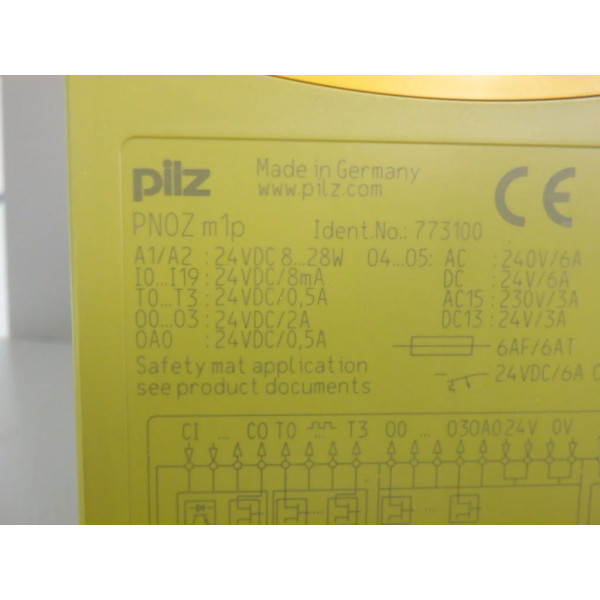 pilz
Made in Germany
www.pilz.com
CE
PNOZ m1p Ident.No.: 773100
A1/A2 : 24VDC 8...28W 04...05: AC : 240V/6A
I0...I19 : 24VDC/8mA DC : 24V/6A
T0...T3 : 24VDC/0,5A AC15 : 230V/3A
O0...03 : 24VDC/2A DC13 : 24V/3A
OA0 : 24VDC/0,5A
6AF/6AT
Safety mat application
see product documents
24VDC/6A
CI ... CO T0 T3 O0 ... 030A0 24V 0V